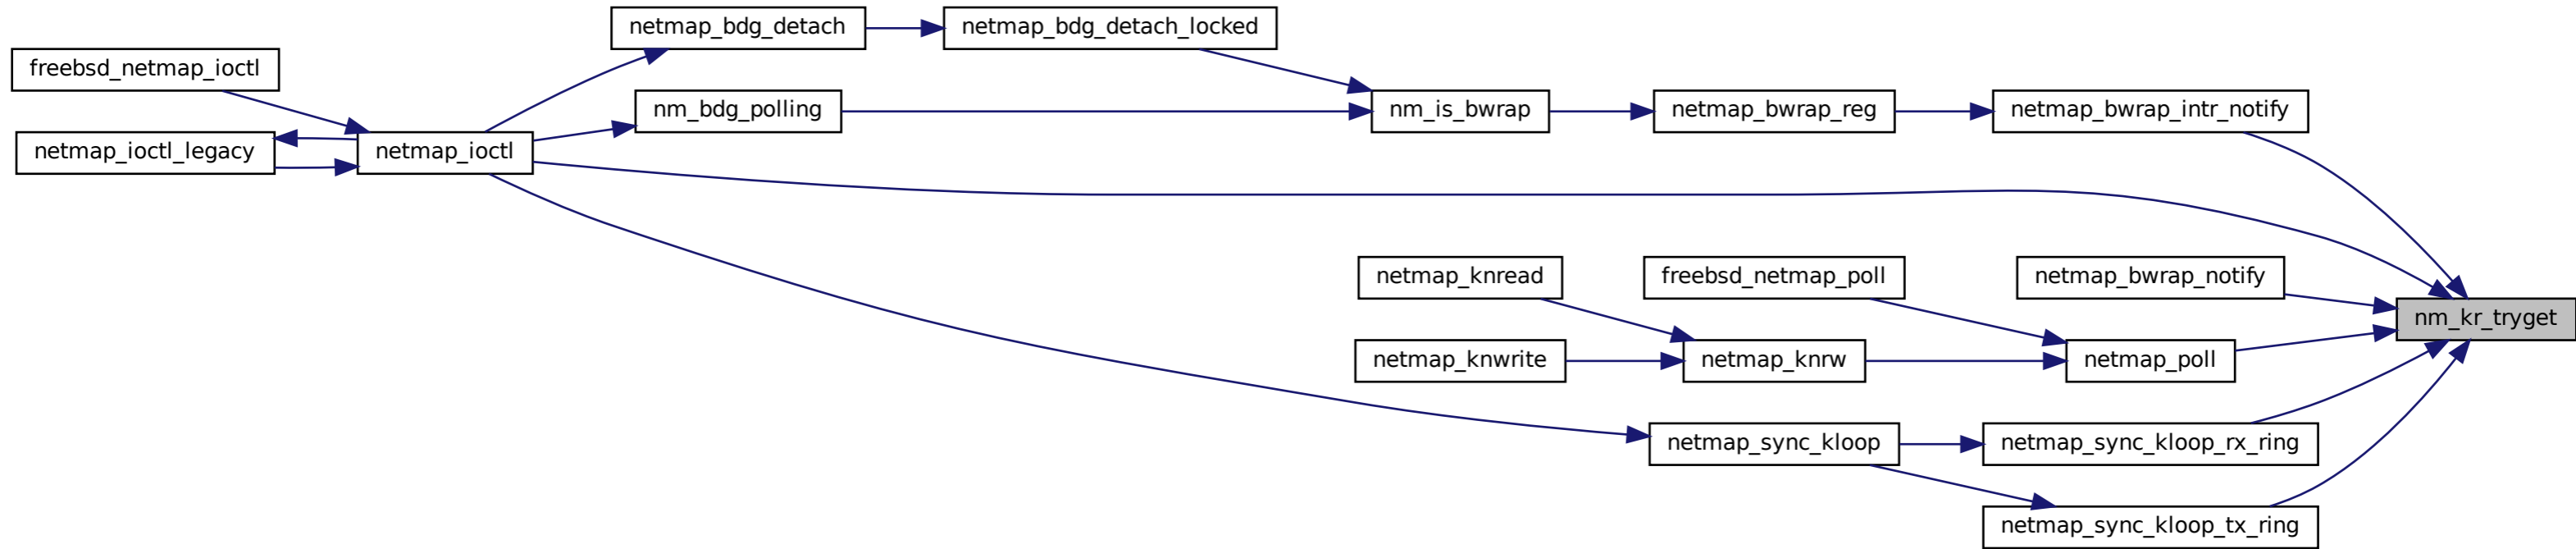 netmap_bdg_detach
netmap_bdg_detach_locked
freebsd_netmap_ioctl
nm_bdg_polling
nm_is_bwrap
netmap_bwrap_reg
netmap_bwrap_intr_notify
netmap_ioctl_legacy
netmap_ioctl
netmap_knread
freebsd_netmap_poll
netmap_bwrap_notify
nm_kr_tryget
netmap_knwrite
netmap_knrw
netmap_poll
netmap_sync_kloop
netmap_sync_kloop_rx_ring
netmap_sync_kloop_tx_ring